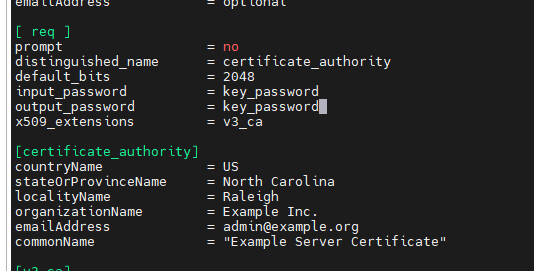 emailAddress = optional
[ req ]
prompt = no
distinguished_name = certificate_authority
default_bits = 2048
input_password = key_password
output_password = key_password
x509_extensions = v3_ca
[certificate_authority]
countryName = US
stateOrProvinceName = North Carolina
localityName = Raleigh
organizationName = Example Inc.
emailAddress = admin@example.org
commonName = "Example Server Certificate"
[v3_ca]